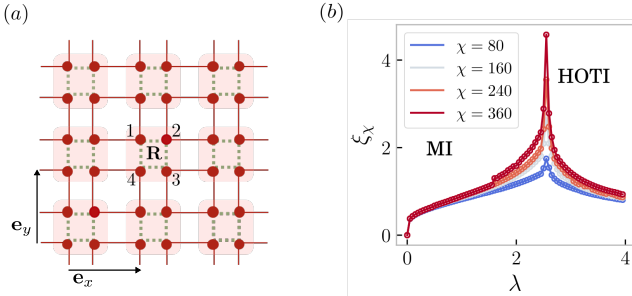 (a)
1 2
R
4 3
e_y
e_x
(b)
χ = 80
χ = 160
χ = 240
χ = 360
HOTI
MI
ξ_χ
4
2
0
0 2 4
λ